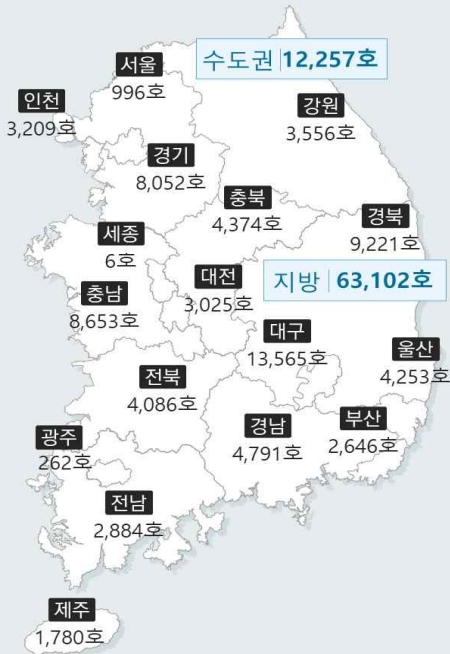 수도권 12,257호
서울
996호
인천
3,209호
강원
3,556호
경기
8,052호
충북
4,374호
경북
9,221호
세종
6호
대전
3,025호
지방 63,102호
충남
8,653호
대구
13,565호
울산
4,253호
전북
4,086호
경남
4,791호
부산
2,646호
광주
262호
전남
2,884호
제주
1,780호